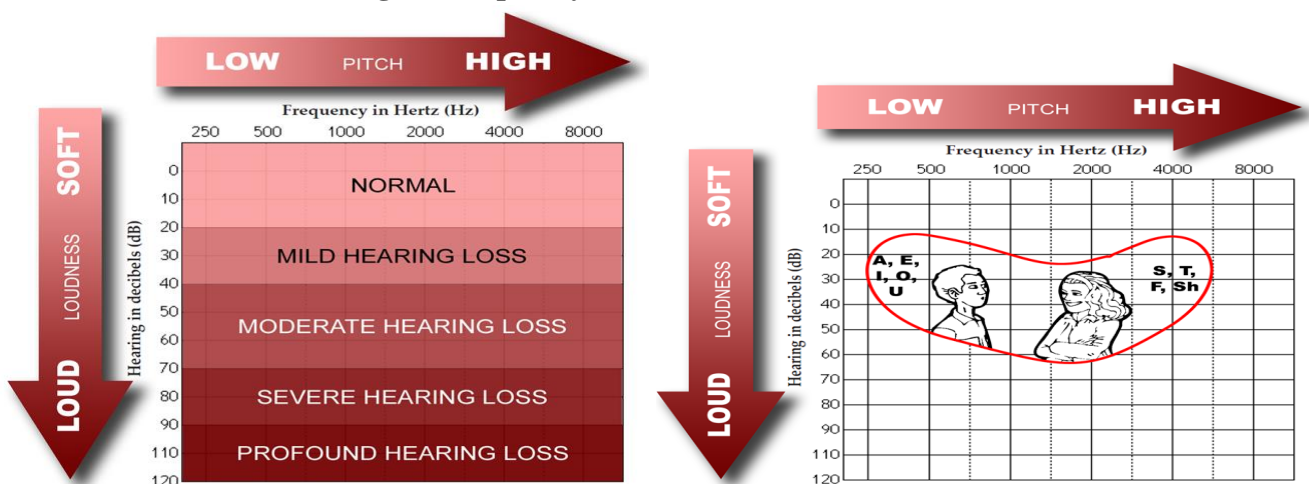 LOW PITCH HIGH
Frequency in Hertz (Hz)
250 500 1000 2000 4000 8000
SOFT LOUDNESS LOUD
Hearing in decibels (dB)
0
10
20
30
40
50
60
70
80
90
110
120
NORMAL
MILD HEARING LOSS
MODERATE HEARING LOSS
SEVERE HEARING LOSS
PROFOUND HEARING LOSS
LOW PITCH HIGH
Frequency in Hertz (Hz)
250 500 1000 2000 4000 8000
SOFT LOUDNESS LOUD
Hearing in decibels (dB)
0
10
20
30
40
50
60
70
80
90
110
120
A, E,
I, O,
U
S, T,
F, Sh